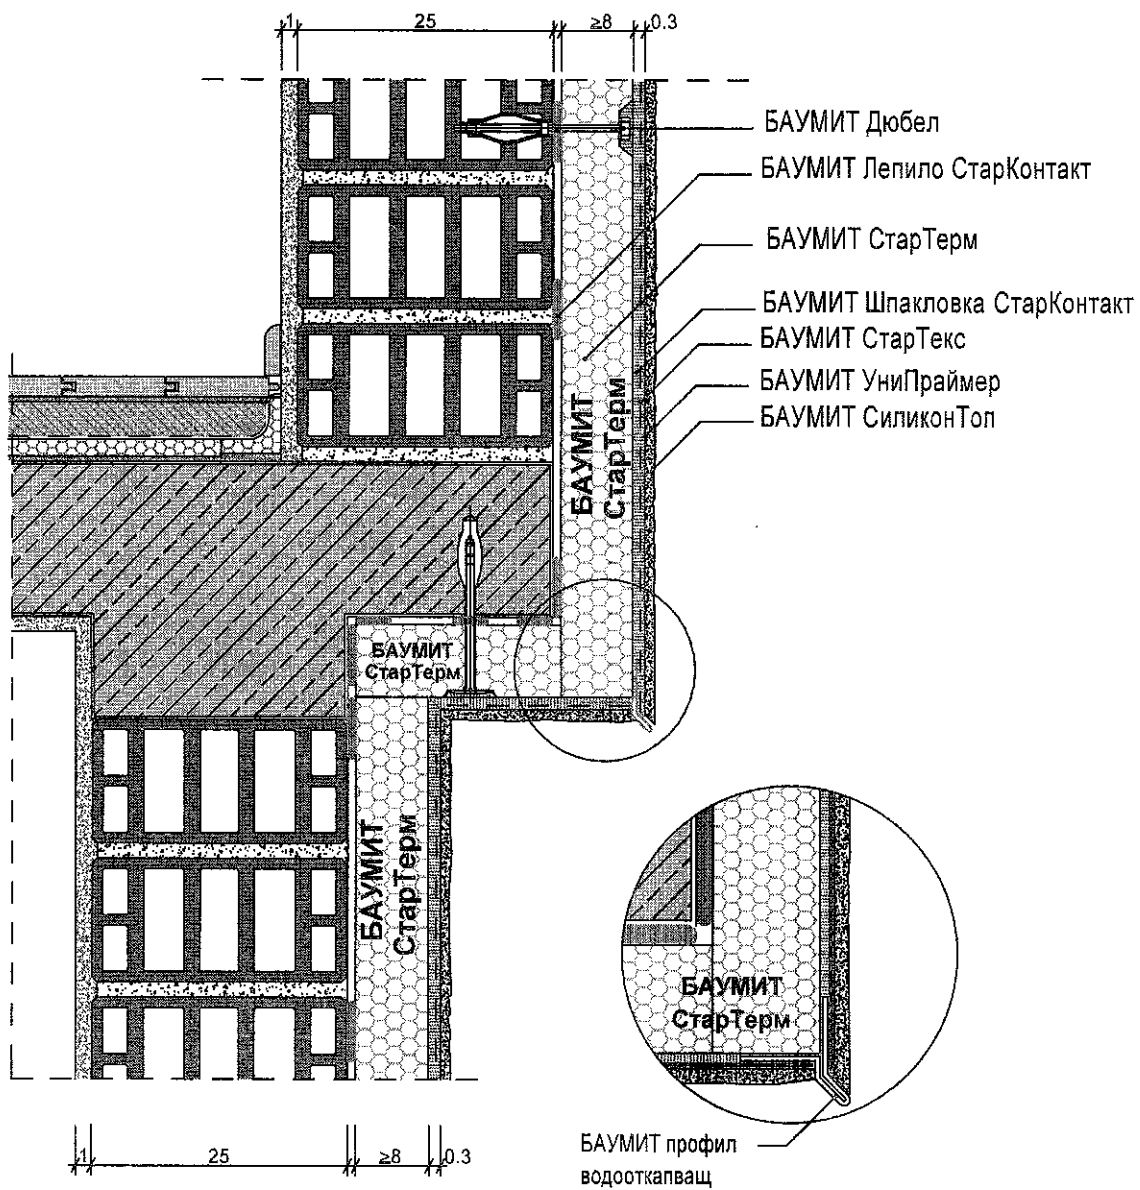 1 25 ≥8 0.3
БАУМИТ Дюбел
БАУМИТ Лепило СтарКонтакт
БАУМИТ СтарТерм
БАУМИТ Шпакловка СтарКонтакт
БАУМИТ СтарТекс
БАУМИТ УниПраймер
БАУМИТ СиликонТоп
БАУМИТ
СтарТерм
БАУМИТ
СтарТерм
БАУМИТ
СтарТерм
БАУМИТ
СтарТерм
БАУМИТ профил
водооткапващ
1 25 ≥8 0.3